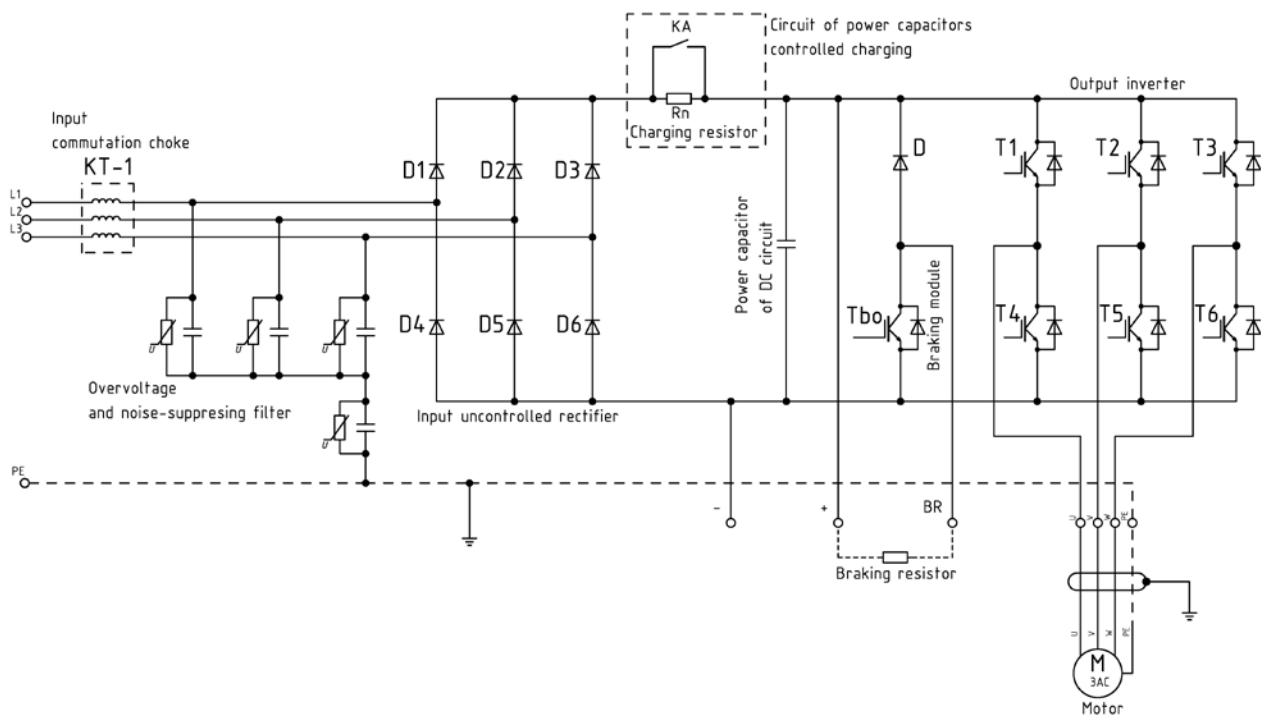 KA
Circuit of power capacitors
controlled charging
Output inverter
Rn
Charging resistor
Input
commutation choke
KT-1
D1
D2
D3
D
T1
T2
T3
L1
L2
L3
Power capacitor
of DC circuit
Braking module
D4
D5
D6
Tbo
T4
T5
T6
U
U
U
Overvoltage
and noise-suppresing filter
Input uncontrolled rectifier
U
PE
-
+
BR
U
V
W
PE
Braking resistor
U
V
W
PE
M
3AC
Motor